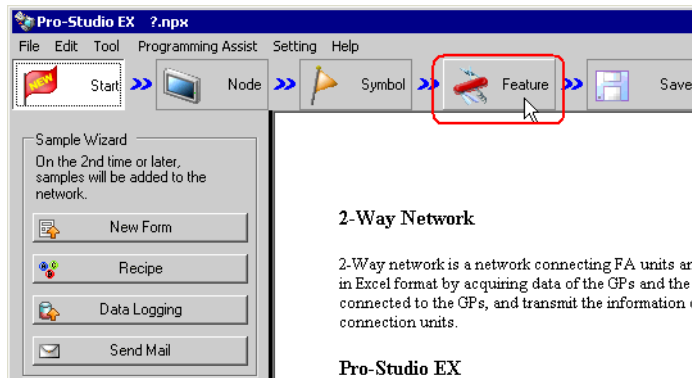 Pro-Studio EX ?.npx
File Edit Tool Programming Assist Setting Help
NEW Start Node Symbol Feature Save
Sample Wizard
On the 2nd time or later,
samples will be added to the
network.
New Form
Recipe
Data Logging
Send Mail
2-Way Network
2-Way network is a network connecting FA units an
in Excel format by acquiring data of the GPs and the
connected to the GPs, and transmit the information
connection units.
Pro-Studio EX